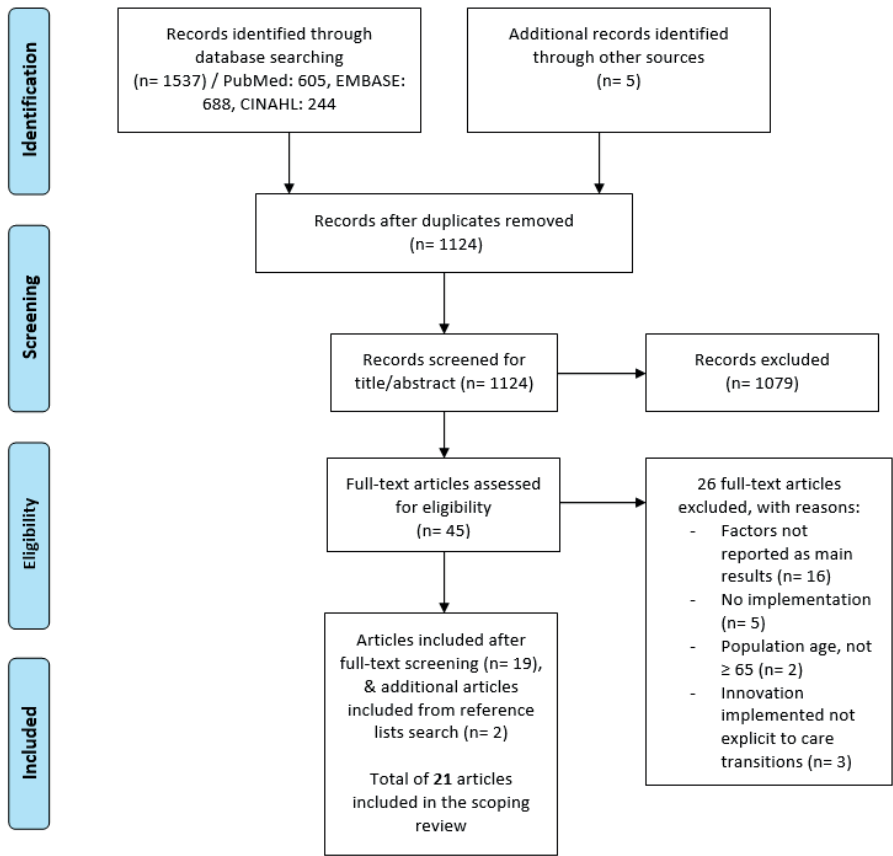 Identification
Records identified through
database searching
(n= 1537) / PubMed: 605, EMBASE:
688, CINAHL: 244
Additional records identified
through other sources
(n= 5)
Records after duplicates removed
(n= 1124)
Screening
Records screened for
title/abstract (n= 1124)
Records excluded
(n= 1079)
Eligibility
Full-text articles assessed
for eligibility
(n= 45)
26 full-text articles
excluded, with reasons:
- Factors not
reported as main
results (n= 16)
- No implementation
(n= 5)
- Population age, not
≥ 65 (n= 2)
- Innovation
implemented not
explicit to care
transitions (n= 3)
Included
Articles included after
full-text screening (n= 19),
& additional articles
included from reference
lists search (n= 2)
Total of 21 articles
included in the scoping
review